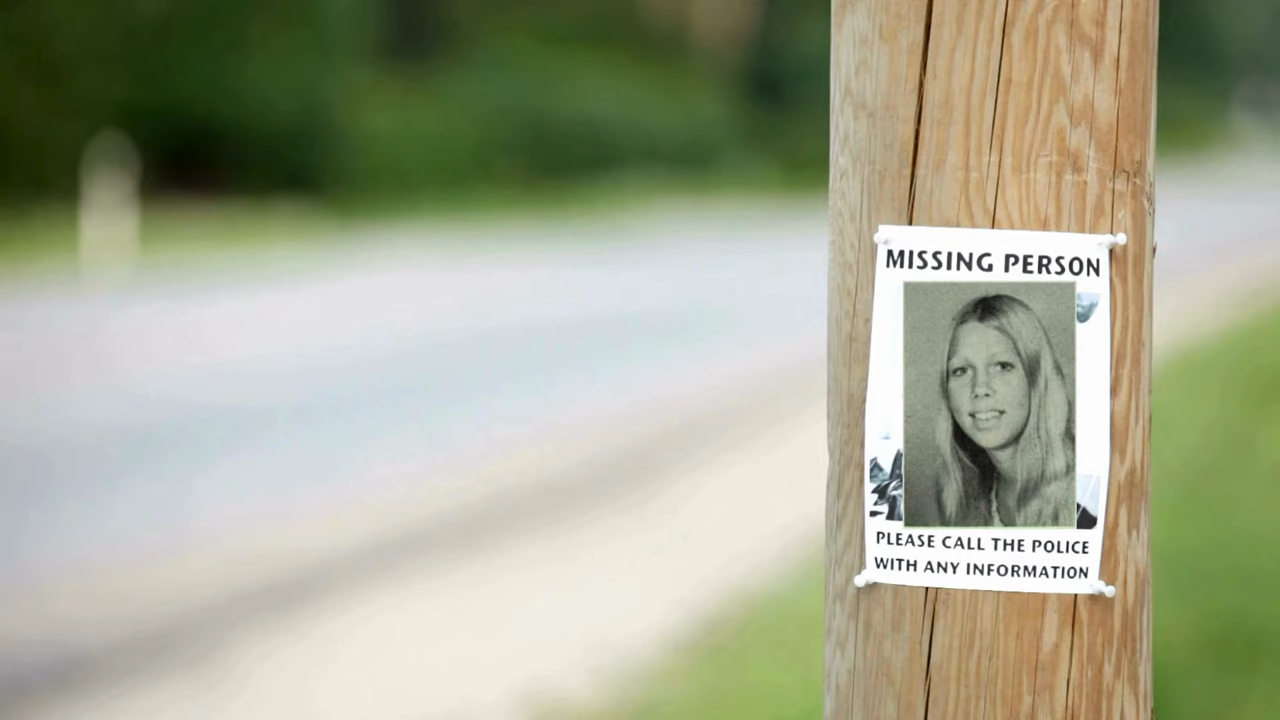 MISSING PERSON
PLEASE CALL THE POLICE
WITH ANY INFORMATION